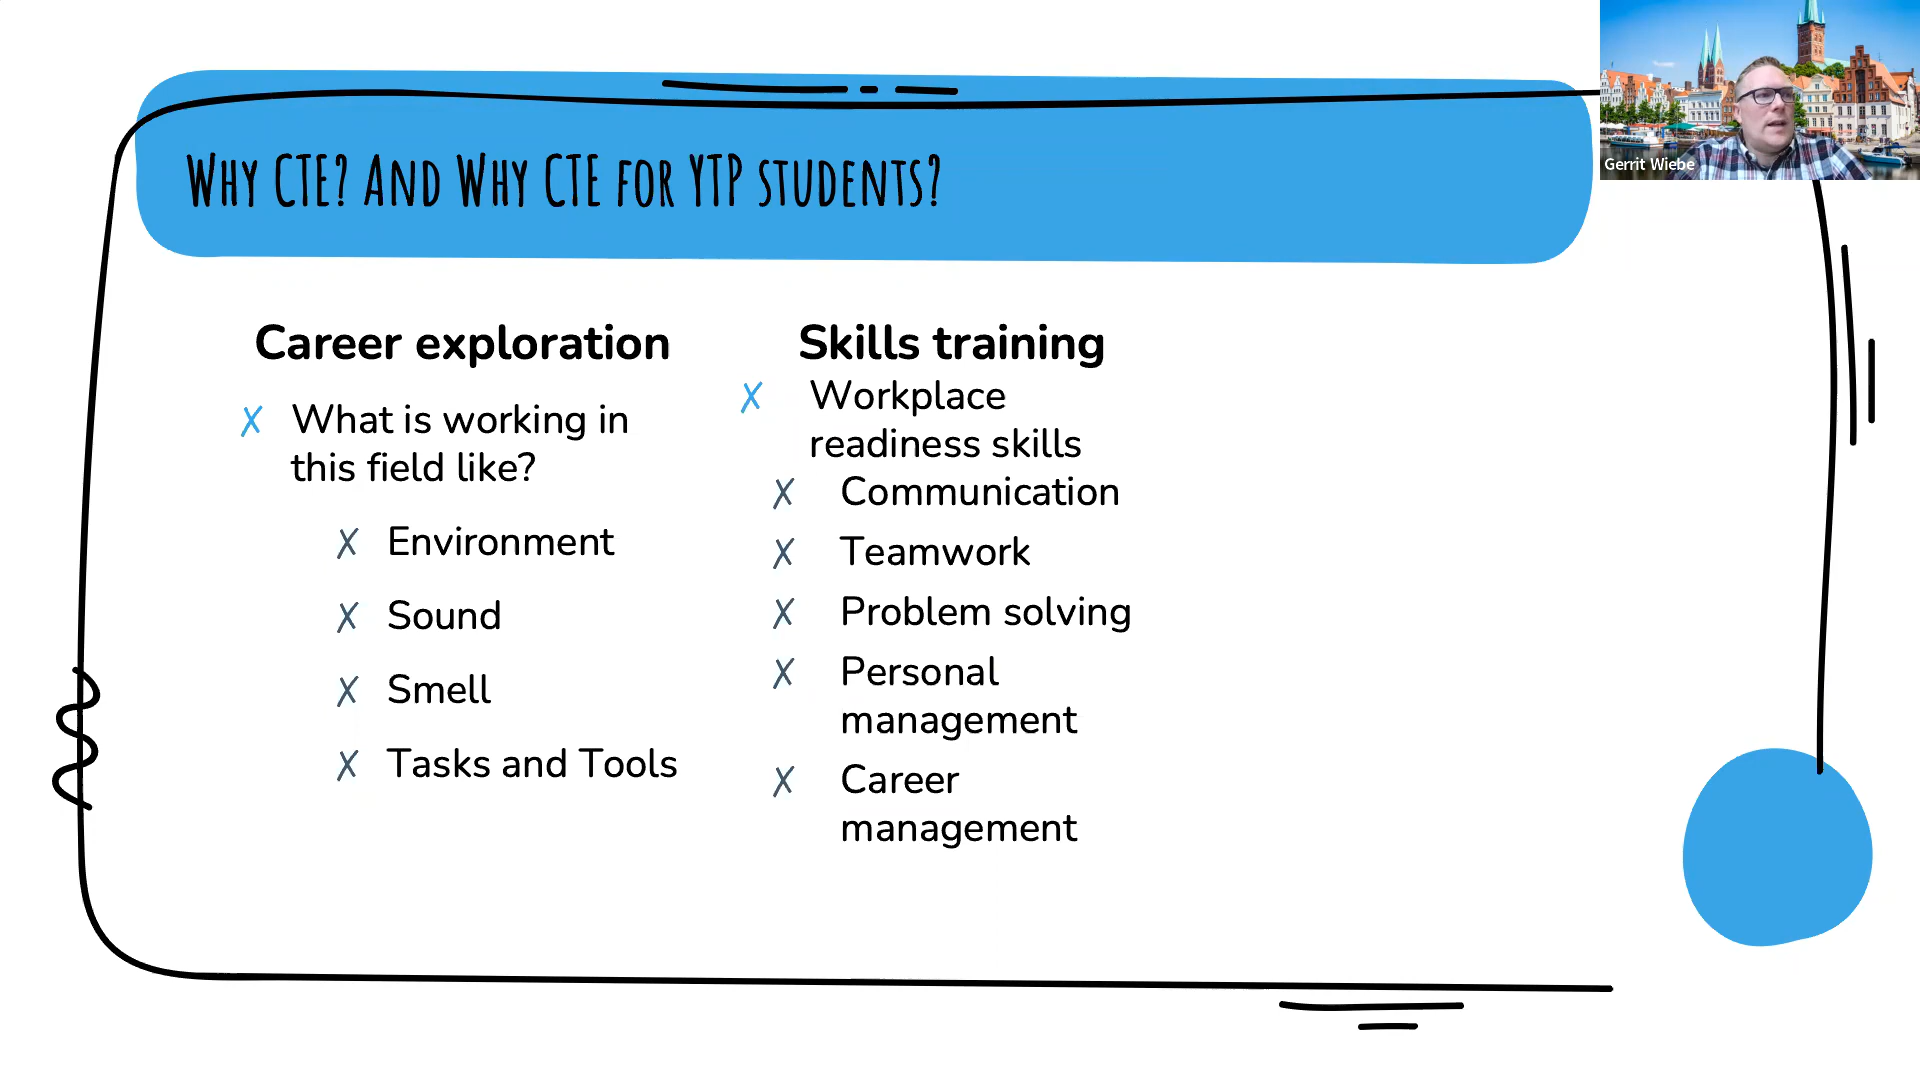 Why CTE? And Why CTE for YTP students?
Gerrit Wiebe
Career exploration
What is working in
this field like?
Environment
Sound
Smell
Tasks and Tools
Skills training
Workplace
readiness skills
Communication
Teamwork
Problem solving
Personal
management
Career
management